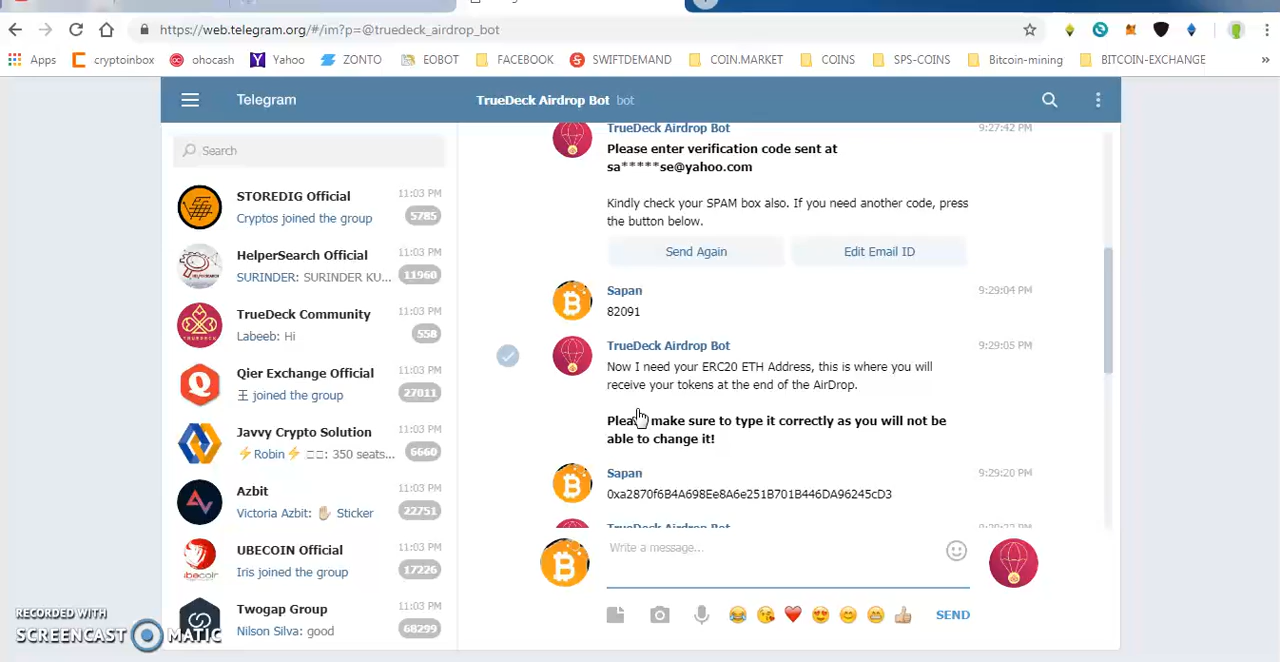 https://web.telegram.org/#/im?p=@truedeck_airdrop_bot
Apps cryptoinbox ohocash Yahoo ZONTO EOBOT FACEBOOK SWIFTDEMAND COIN.MARKET COINS SPS-COINS Bitcoin-mining BITCOIN-EXCHANGE »
Telegram
TrueDeck Airdrop Bot bot
Search
STOREDIG Official 11:03 PM
Cryptos joined the group 5785
HelperSearch Official 11:03 PM
SURINDER: SURINDER KU... 11960
TrueDeck Community 11:03 PM
Labeeb: Hi 558
Qier Exchange Official 11:03 PM
王 joined the group 27011
Javvy Crypto Solution 11:03 PM
⚡Robin⚡ □□: 350 seats... 6660
Azbit 11:03 PM
Victoria Azbit: ✋ Sticker 22751
UBECOIN Official 11:03 PM
Iris joined the group 17226
Twogap Group 11:03 PM
Nilson Silva: good 68299
TrueDeck Airdrop Bot 9:27:42 PM
Please enter verification code sent at
sa*****se@yahoo.com
Kindly check your SPAM box also. If you need another code, press
the button below.
Send Again Edit Email ID
Sapan 9:29:04 PM
82091
TrueDeck Airdrop Bot 9:29:05 PM
Now I need your ERC20 ETH Address, this is where you will
receive your tokens at the end of the AirDrop.
Please make sure to type it correctly as you will not be
able to change it!
Sapan 9:29:20 PM
0xa2870f6B4A698Ee8A6e251B701B446DA96245cD3
TrueDeck Airdrop Bot
Write a message...
SEND
RECORDED WITH
SCREENCAST MATIC